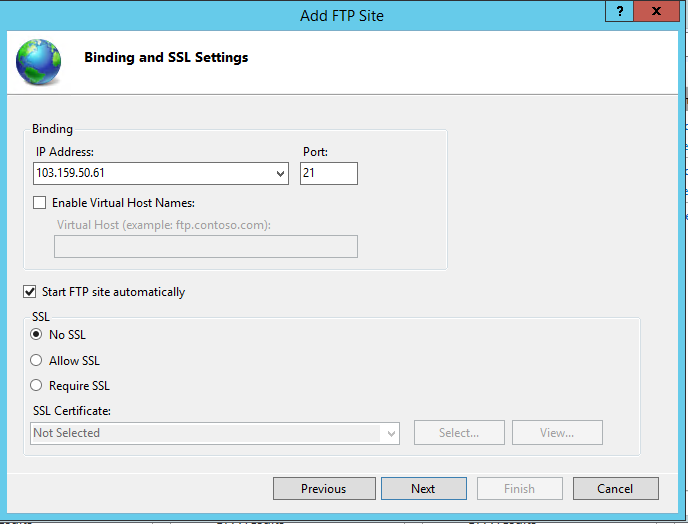 Add FTP Site
?
X
Binding and SSL Settings
Binding
IP Address: Port:
103.159.50.61 21
Enable Virtual Host Names:
Virtual Host (example: ftp.contoso.com):
Start FTP site automatically
SSL
No SSL
Allow SSL
Require SSL
SSL Certificate:
Not Selected Select... View...
Previous Next Finish Cancel